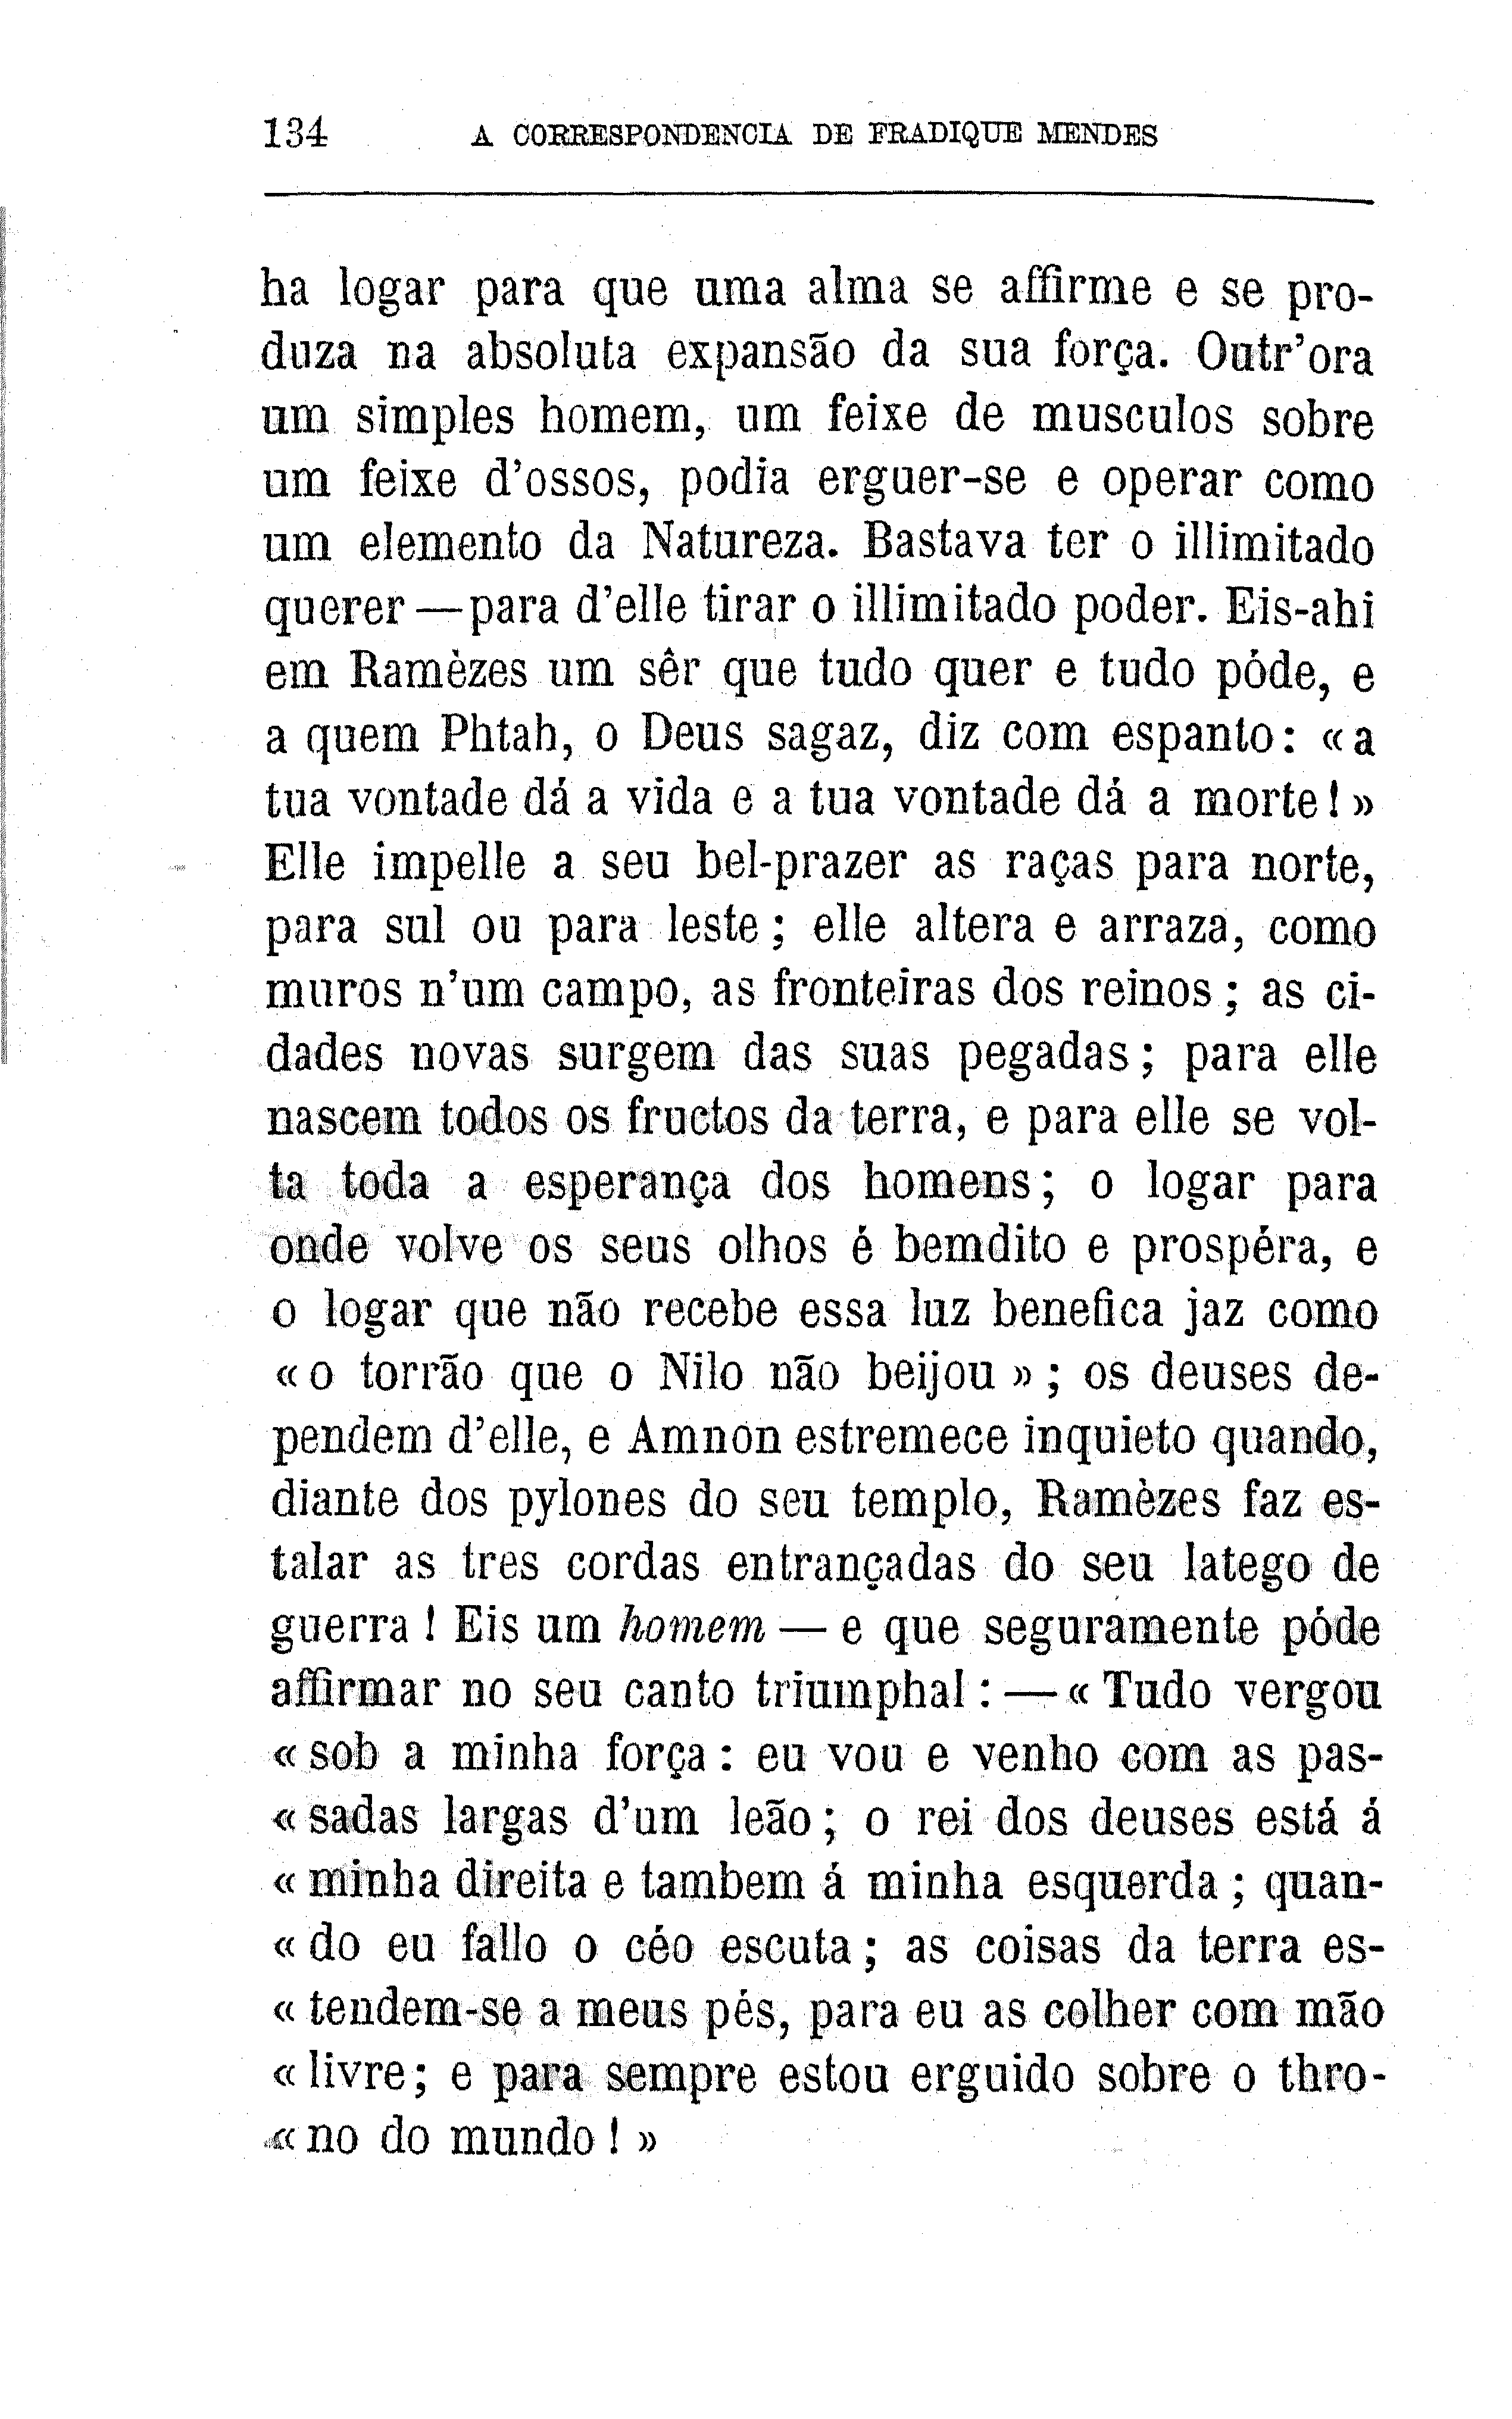 134 A CORRESPONDENCIA DE FRADIQUE MENDES
ha logar para que uma alma se affirme e se pro-
duza na absoluta expansão da sua força. Outr'ora
um simples homem, um feixe de musculos sobre
um feixe d'ossos, podia erguer-se e operar como
um elemento da Natureza. Bastava ter o illimitado
querer — para d'elle tirar o illimitado poder. Eis-ahi
em Ramèzes um sêr que tudo quer e tudo póde, e
a quem Phtah, o Deus sagaz, diz com espanto: «a
tua vontade dá a vida e a tua vontade dá a morte!»
Elle impelle a seu bel-prazer as raças para norte,
para sul ou para leste; elle altera e arraza, como
muros n'um campo, as fronteiras dos reinos; as ci-
dades novas surgem das suas pegadas; para elle
nascem todos os fructos da terra, e para elle se vol-
ta toda a esperança dos homens; o logar para
onde volve os seus olhos é bemdito e prospéra, e
o logar que não recebe essa luz benefica jaz como
«o torrão que o Nilo não beijou»; os deuses de-
pendem d'elle, e Amnon estremece inquieto quando,
diante dos pylones do seu templo, Ramèzes faz es-
talar as tres cordas entrançadas do seu latego de
guerra! Eis um homem — e que seguramente póde
affirmar no seu canto triumphal: — «Tudo vergou
«sob a minha força: eu vou e venho com as pas-
«sadas largas d'um leão; o rei dos deuses está á
«minha direita e tambem á minha esquerda; quan-
«do eu fallo o céo escuta; as coisas da terra es-
«tendem-se a meus pés, para eu as colher com mão
«livre; e para sempre estou erguido sobre o thro-
«no do mundo!»